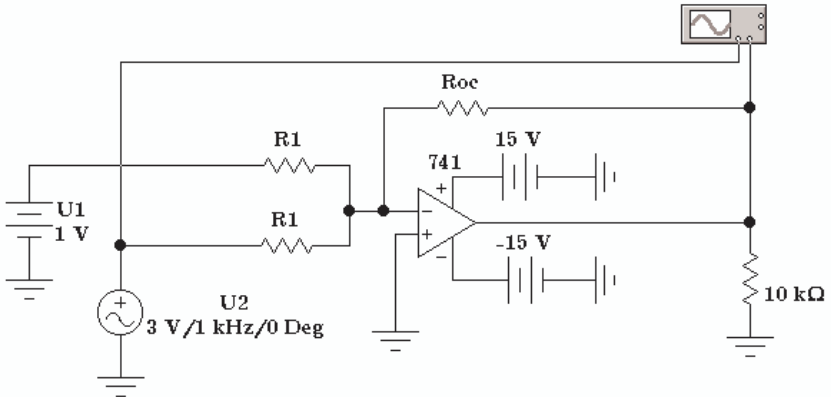 Roc
R1
15 V
741
+
U1
1 V
R1
−
+
-15 V
−
+
U2
3 V/1 kHz/0 Deg
10 kΩ